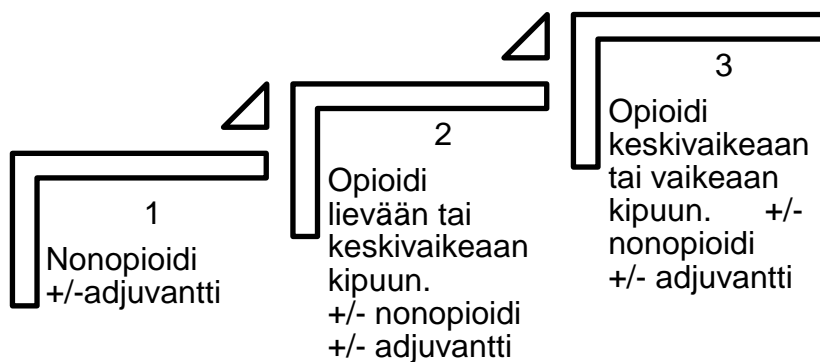 1
Nonopioidi
+/-adjuvantti
2
Opioidi
lievään tai
keskivaikeaan
kipuun.
+/- nonopioidi
+/- adjuvantti
3
Opioidi
keskivaikeaan
tai vaikeaan
kipuun. +/-
nonopioidi
+/- adjuvantti